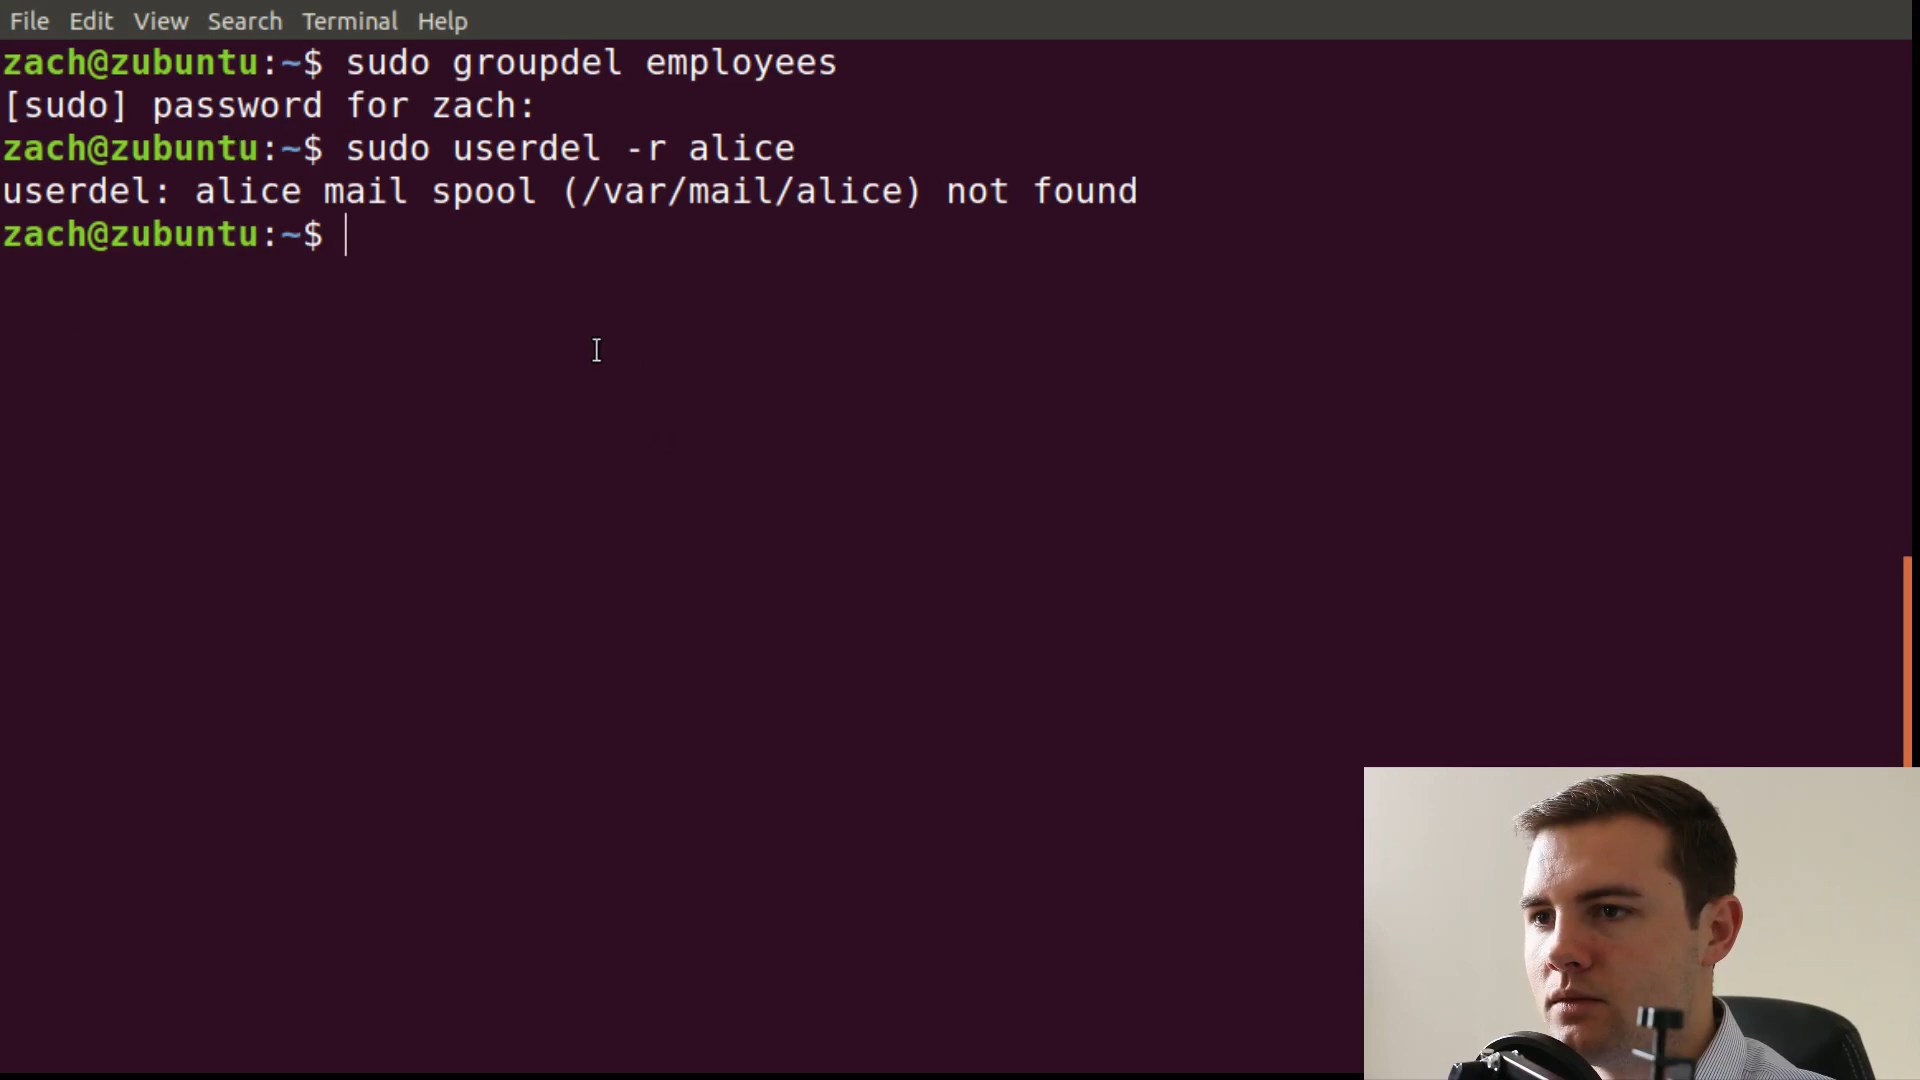 File Edit View Search Terminal Help
zach@zubuntu:~$ sudo groupdel employees
[sudo] password for zach:
zach@zubuntu:~$ sudo userdel -r alice
userdel: alice mail spool (/var/mail/alice) not found
zach@zubuntu:~$